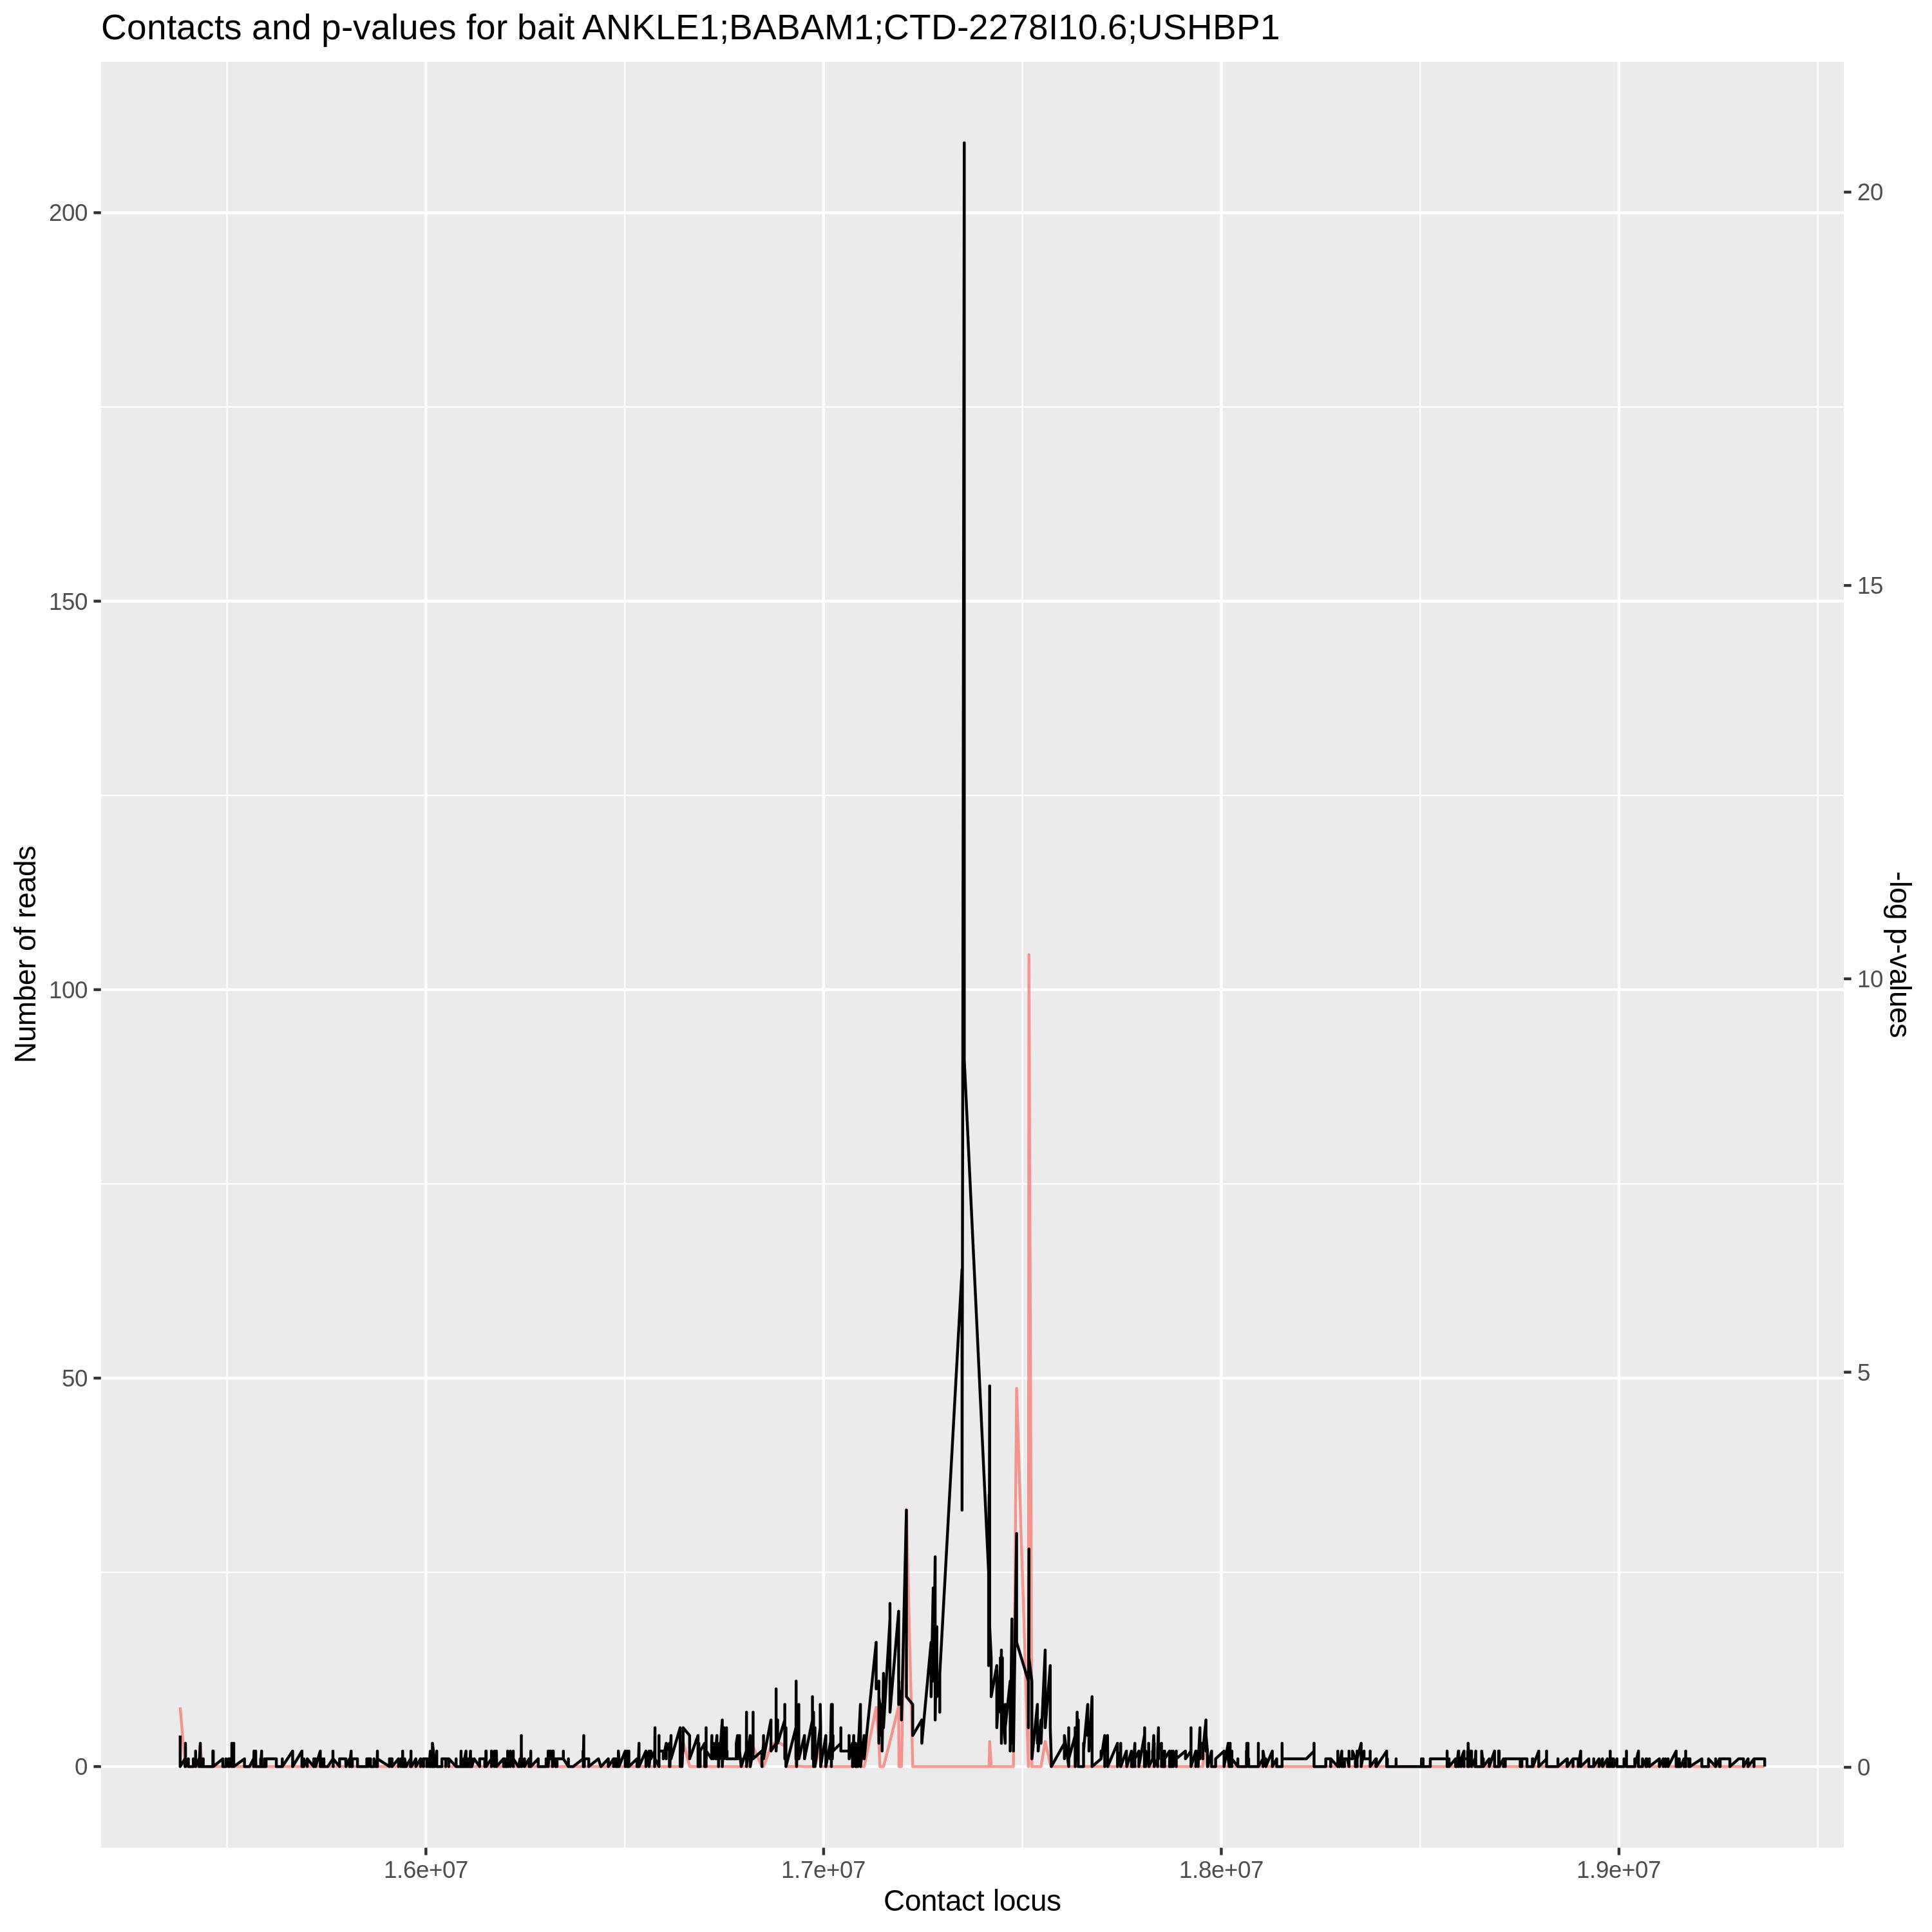 Contacts and p-values for bait ANKLE1;BABAM1;CTD-2278I10.6;USHBP1
200
150
100
50
0
Number of reads
20
15
10
5
0
-log p-values
1.6e+07
1.7e+07
1.8e+07
1.9e+07
Contact locus